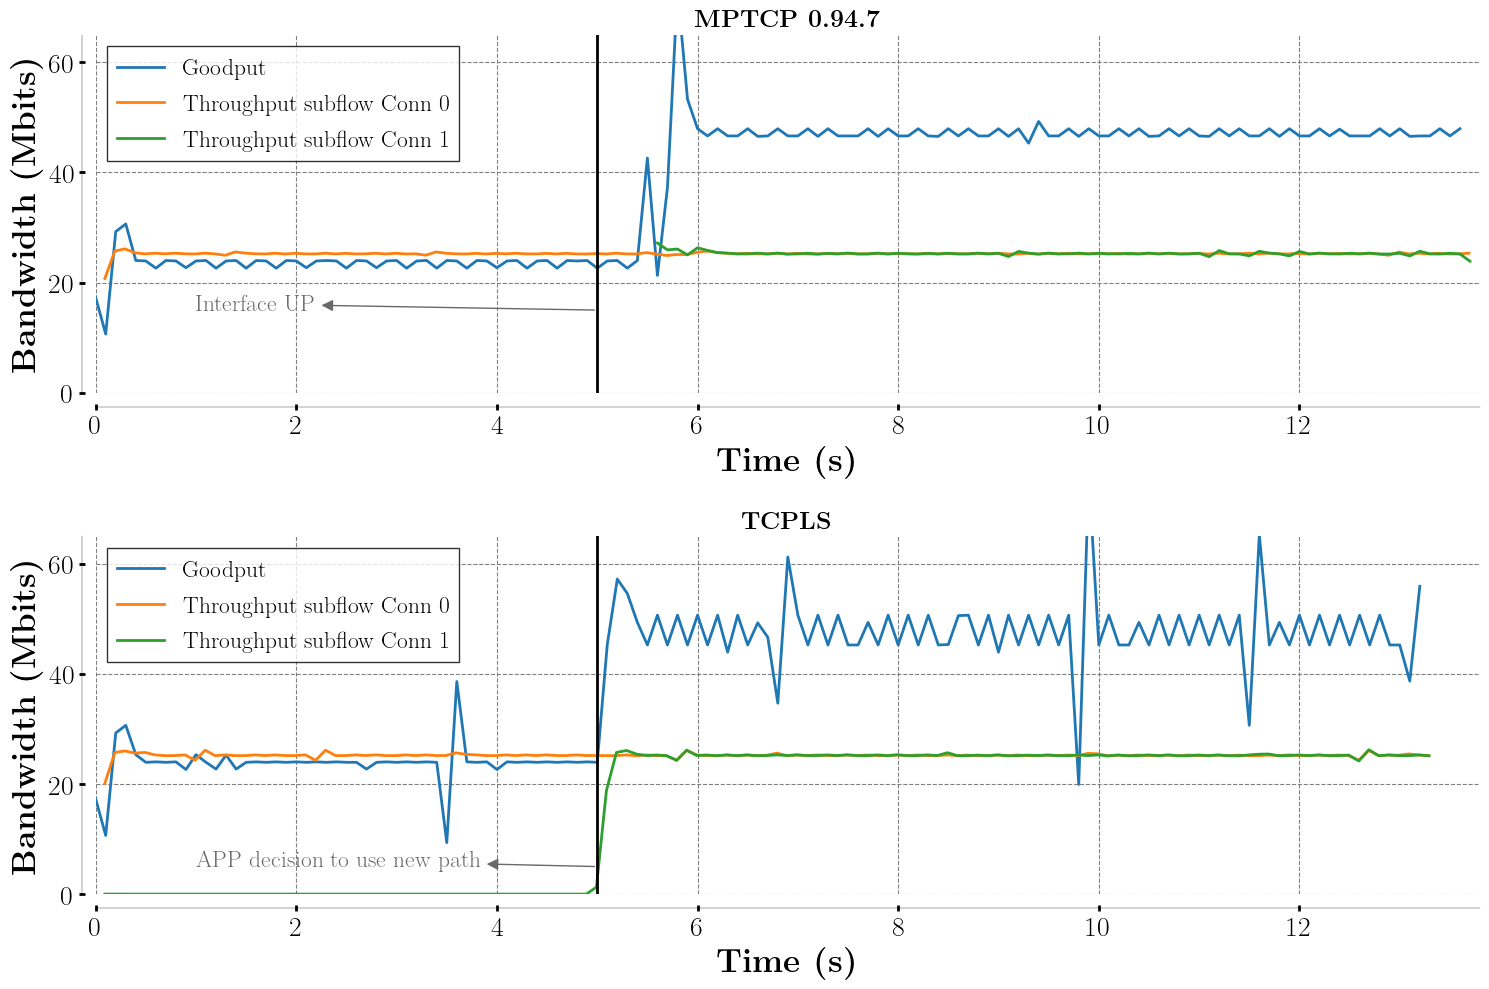 MPTCP 0.94.7
Bandwidth (Mbits)
60
40
20
0
Goodput
Throughput subflow Conn 0
Throughput subflow Conn 1
Interface UP
0 2 4 6 8 10 12
Time (s)
TCPLS
Bandwidth (Mbits)
60
40
20
0
Goodput
Throughput subflow Conn 0
Throughput subflow Conn 1
APP decision to use new path
0 2 4 6 8 10 12
Time (s)